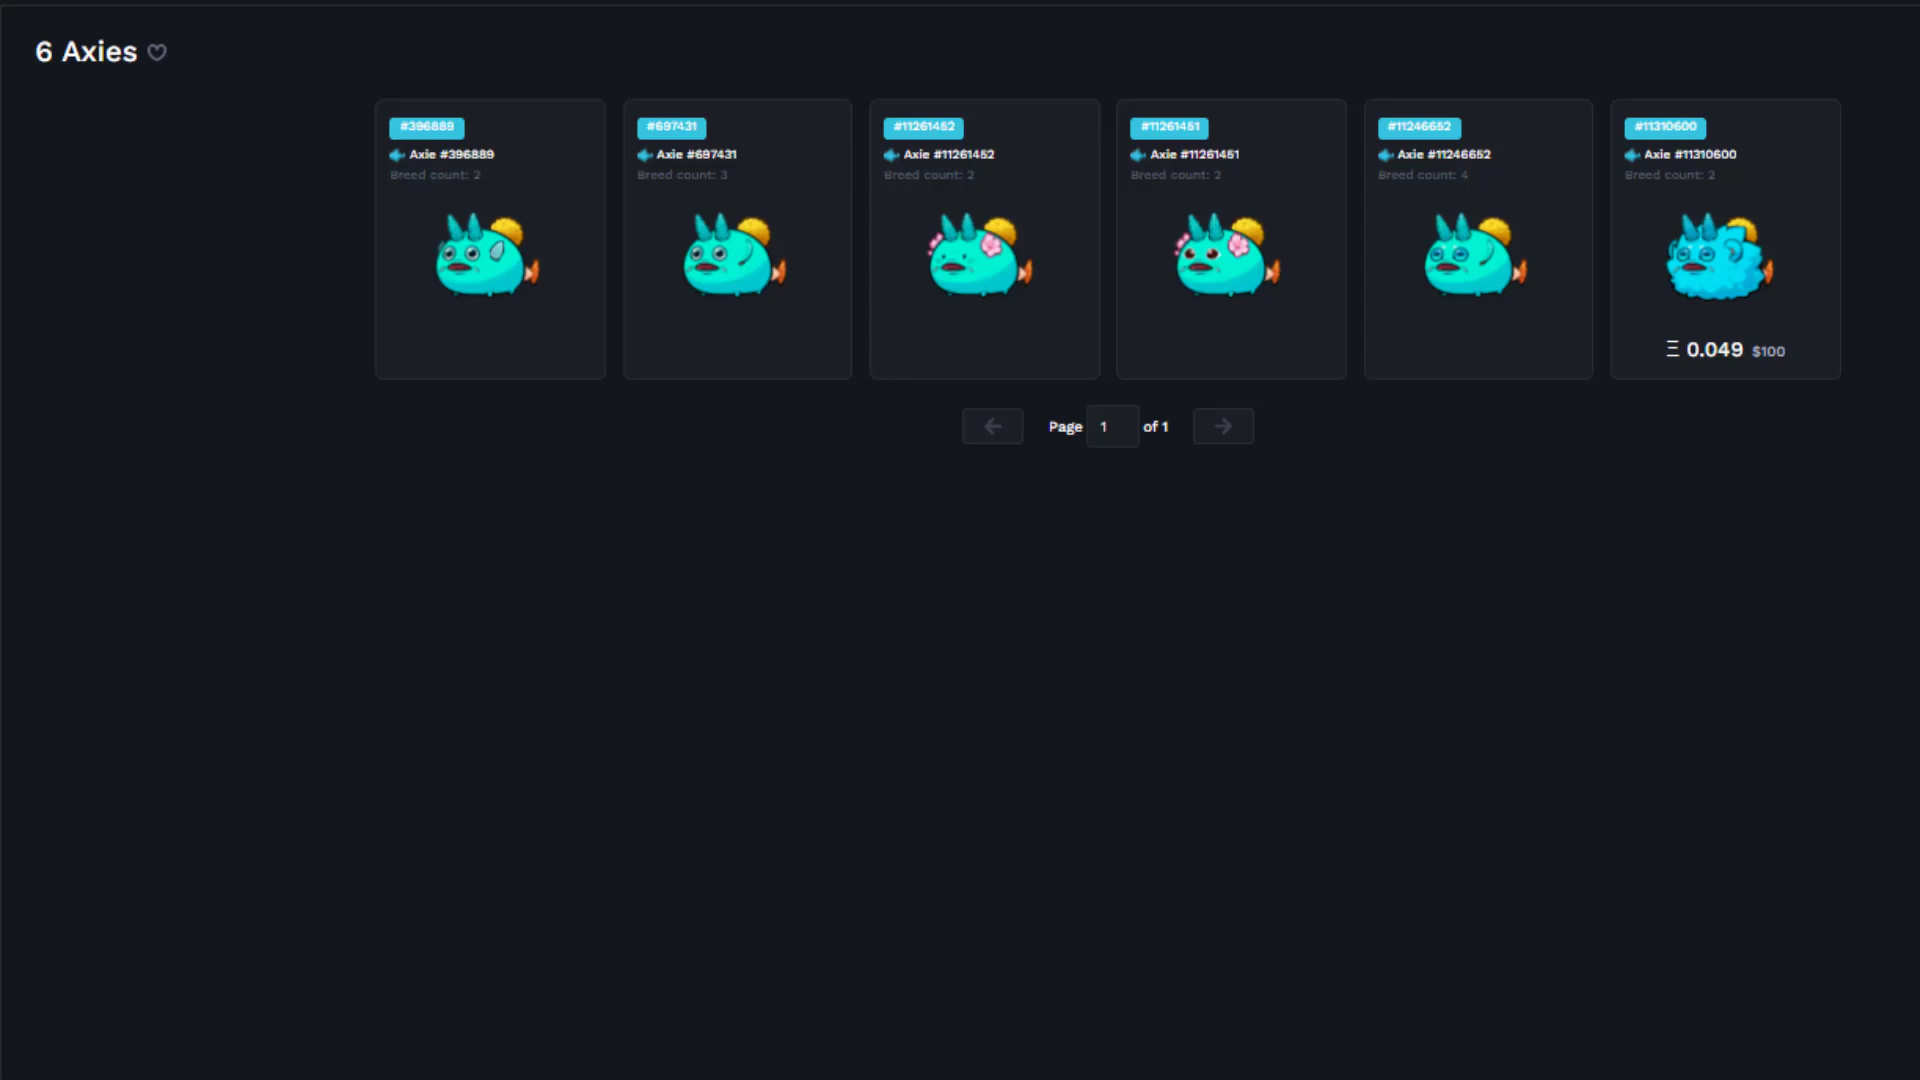 6 Axies
#396889
Axie #396889
Breed count: 2
#697431
Axie #697431
Breed count: 3
#11261452
Axie #11261452
Breed count: 2
#11261451
Axie #11261451
Breed count: 2
#11246652
Axie #11246652
Breed count: 4
#11310600
Axie #11310600
Breed count: 2
Ξ 0.049 $100
Page 1 of 1